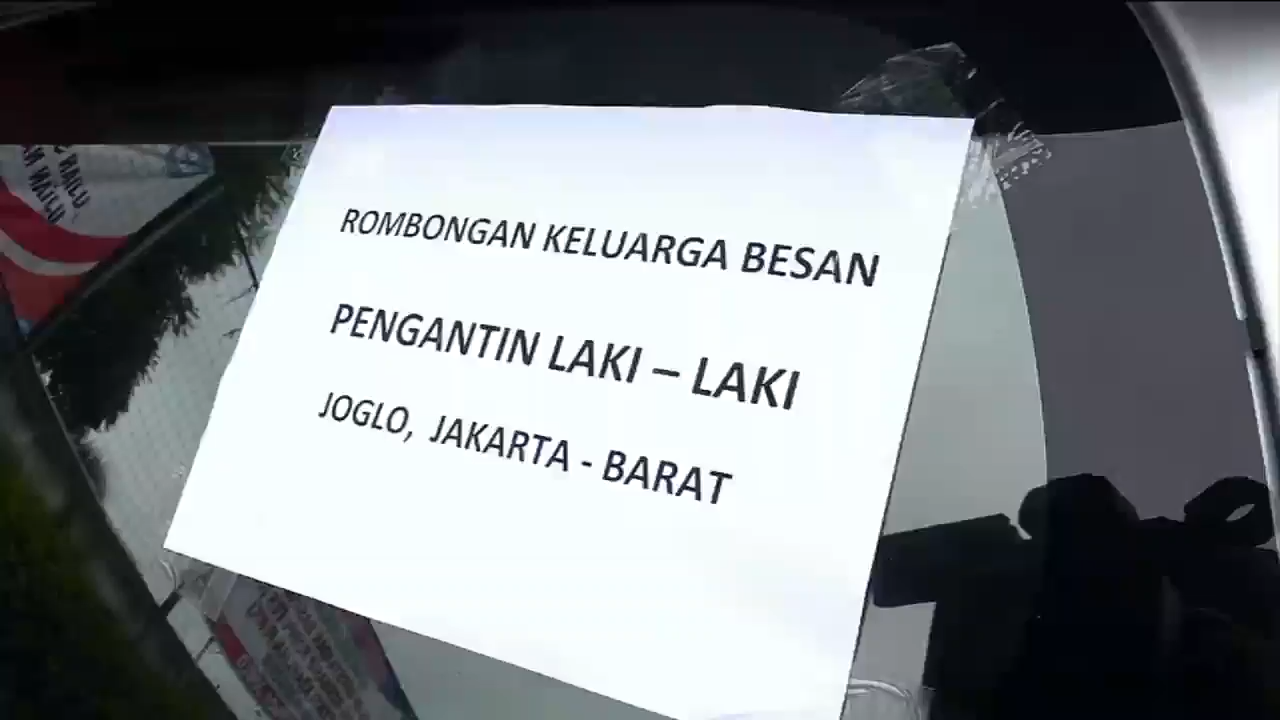 ROMBONGAN KELUARGA BESAN
PENGANTIN LAKI – LAKI
JOGLO, JAKARTA - BARAT